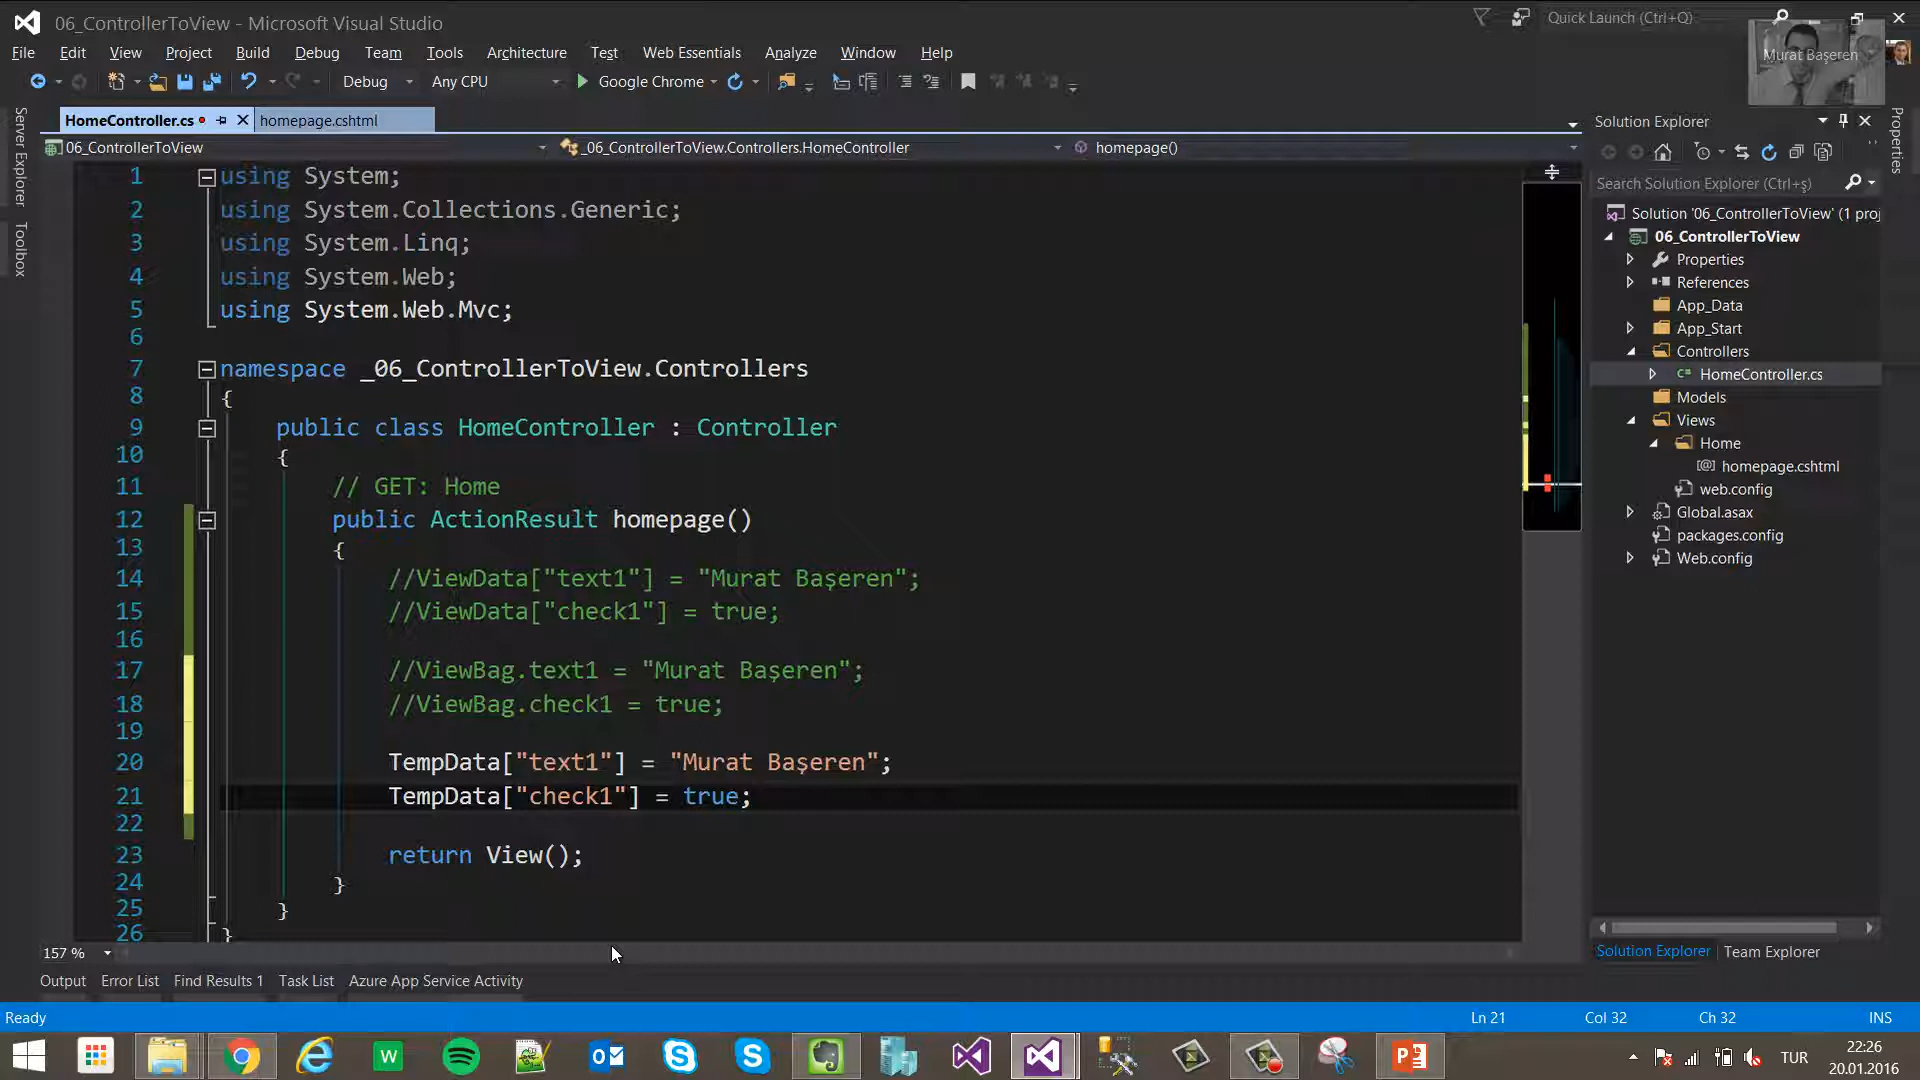 06_ControllerToView - Microsoft Visual Studio
Quick Launch (Ctrl+Q)
File Edit View Project Build Debug Team Tools Architecture Test Web Essentials Analyze Window Help
Murat Başeren
Debug Any CPU Google Chrome
HomeController.cs homepage.cshtml
06_ControllerToView _06_ControllerToView.Controllers.HomeController homepage()
Server Explorer
Toolbox
1 using System;
2 using System.Collections.Generic;
3 using System.Linq;
4 using System.Web;
5 using System.Web.Mvc;
6
7 namespace _06_ControllerToView.Controllers
8 {
9 public class HomeController : Controller
10 {
11 // GET: Home
12 public ActionResult homepage()
13 {
14 //ViewData["text1"] = "Murat Başeren";
15 //ViewData["check1"] = true;
16
17 //ViewBag.text1 = "Murat Başeren";
18 //ViewBag.check1 = true;
19
20 TempData["text1"] = "Murat Başeren";
21 TempData["check1"] = true;
22
23 return View();
24 }
25 }
26 }
157 %
Solution Explorer
Properties
Search Solution Explorer (Ctrl+ş)
Solution '06_ControllerToView' (1 proj
06_ControllerToView
Properties
References
App_Data
App_Start
Controllers
C# HomeController.cs
Models
Views
Home
[@] homepage.cshtml
web.config
Global.asax
packages.config
Web.config
Solution Explorer Team Explorer
Output Error List Find Results 1 Task List Azure App Service Activity
Ready Ln 21 Col 32 Ch 32 INS
TUR
22:26
20.01.2016